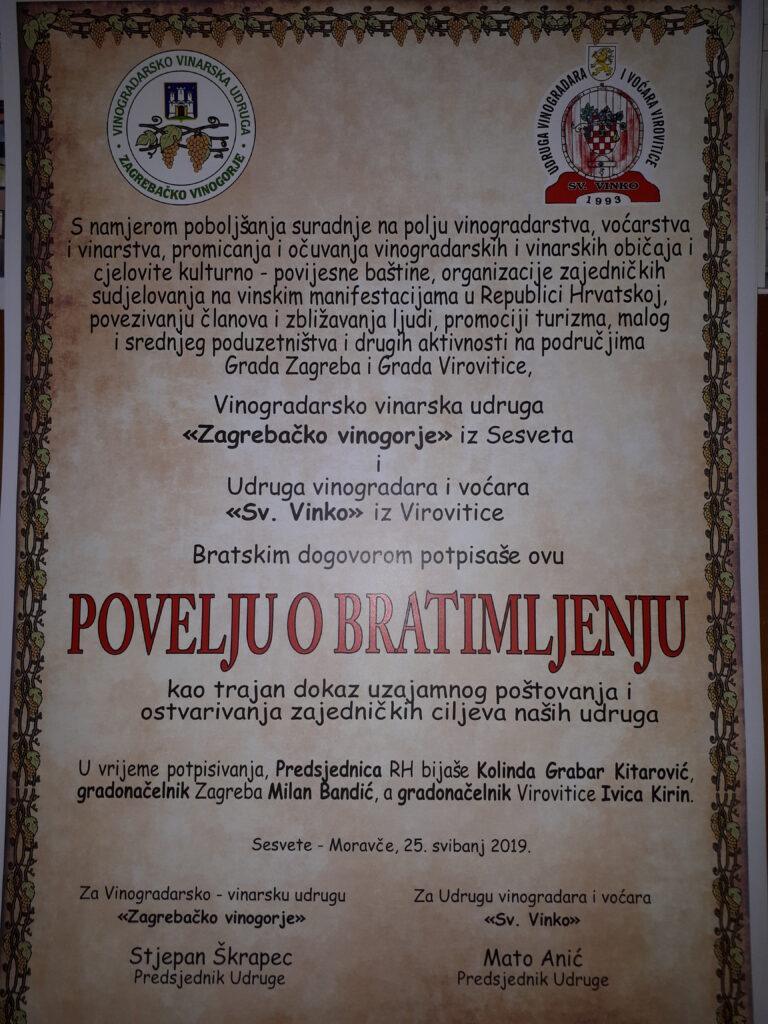 VINOGRADARSKO VINARSKA UDRUGA
• ZAGREBAČKO VINOGORJE •
UDRUGA VINOGRADARA I VOĆARA VIROVITICE
SV. VINKO
1993
S namjerom poboljšanja suradnje na polju vinogradarstva, voćarstva
i vinarstva, promicanja i očuvanja vinogradarskih i vinarskih običaja i
cjelovite kulturno - povijesne baštine, organizacije zajedničkih
sudjelovanja na vinskim manifestacijama u Republici Hrvatskoj,
povezivanju članova i zbližavanja ljudi, promociji turizma, malog
i srednjeg poduzetništva i drugih aktivnosti na području­ima
Grada Zagreba i Grada Virovitice,
Vinogradarsko vinarska udruga
«Zagrebačko vinogorje» iz Sesveta
i
Udruga vinogradara i voćara
«Sv. Vinko» iz Virovitice
Bratskim dogovorom potpisaše ovu
POVELJU O BRATIMLJENJU
kao trajan dokaz uzajamnog poštovanja i
ostvarivanja zajedničkih ciljeva naših udruga
U vrijeme potpisivanja, Predsjednica RH bijaše Kolinda Grabar Kitarović,
gradonačelnik Zagreba Milan Bandić, a gradonačelnik Virovitice Ivica Kirin.
Sesvete - Moravče, 25. svibanj 2019.
Za Vinogradarsko - vinarsku udrugu
«Zagrebačko vinogorje»
Stjepan Škrapec
Predsjednik Udruge
Za Udrugu vinogradara i voćara
«Sv. Vinko»
Mato Anić
Predsjednik Udruge